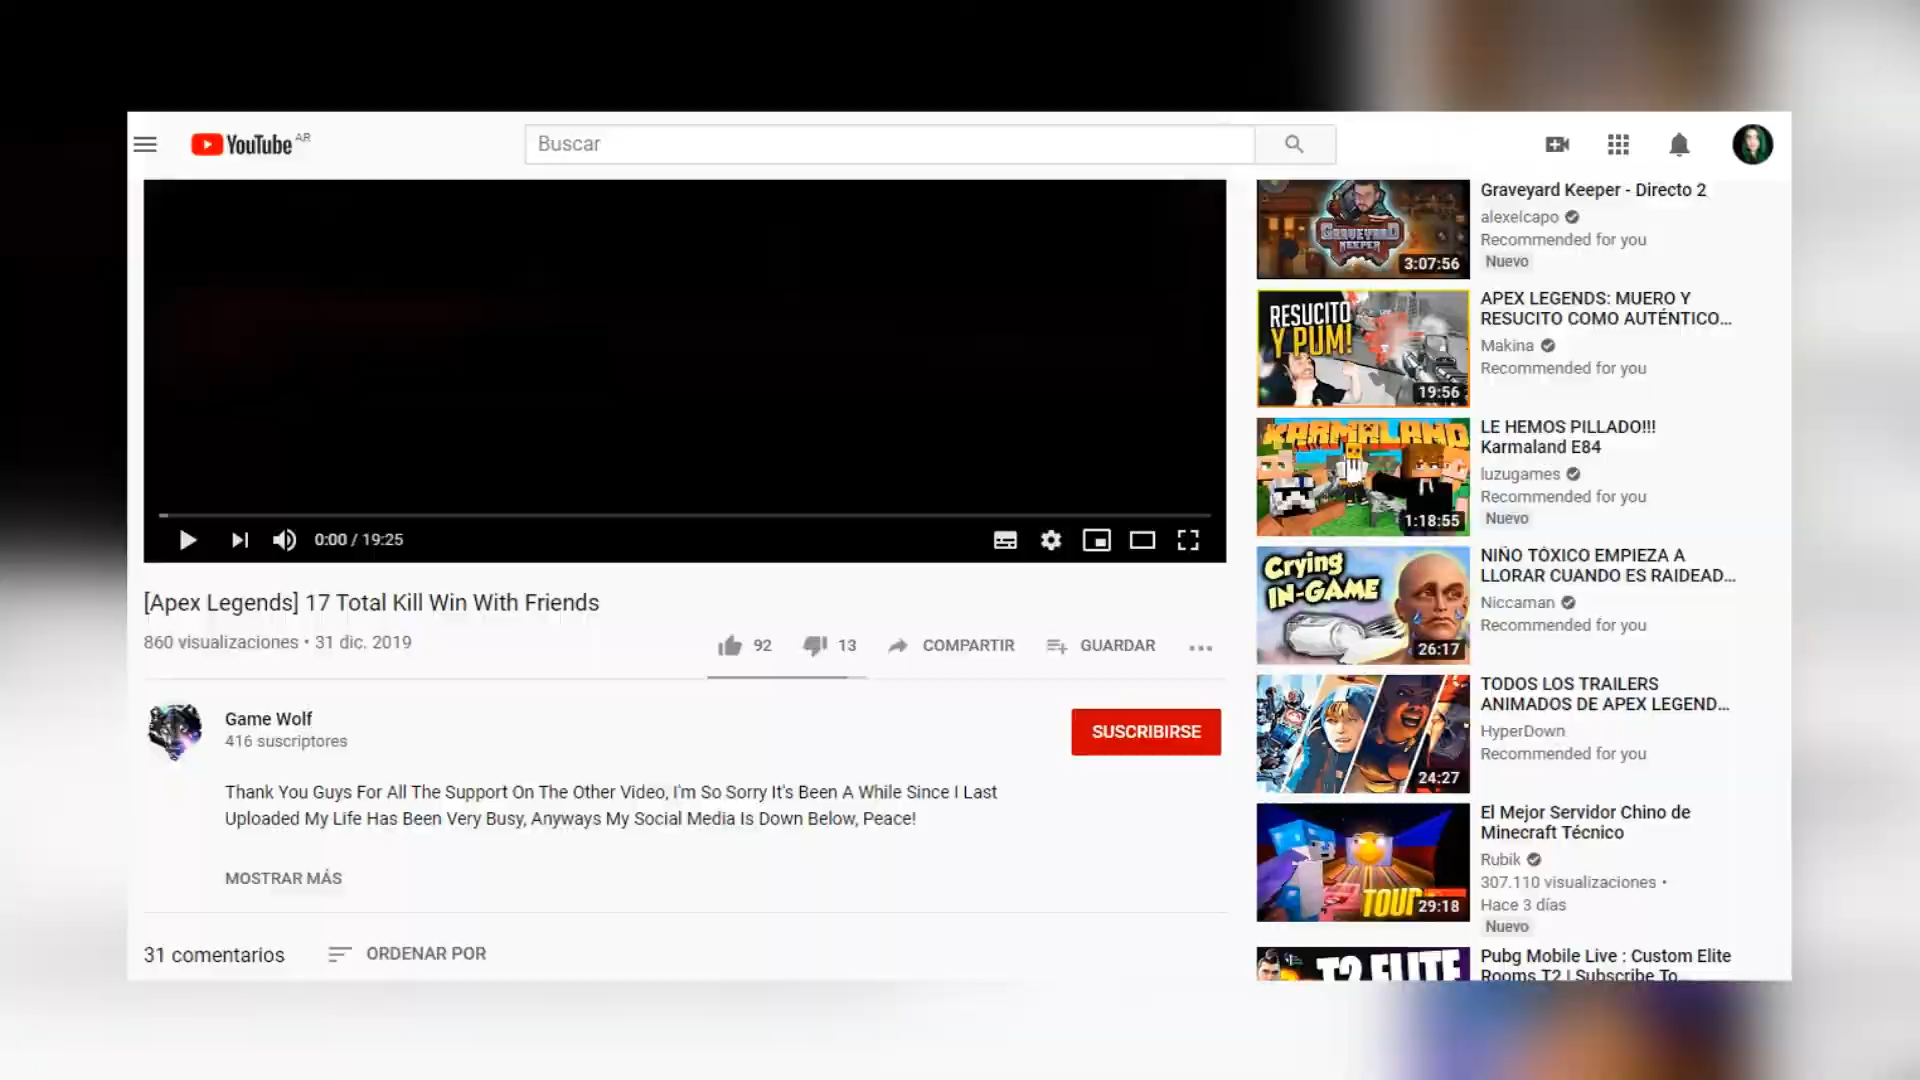 YouTube AR
Buscar
0:00 / 19:25
[Apex Legends] 17 Total Kill Win With Friends
860 visualizaciones • 31 dic. 2019
92
13
COMPARTIR
GUARDAR
Game Wolf
416 suscriptores
SUSCRIBIRSE
Thank You Guys For All The Support On The Other Video, I'm So Sorry It's Been A While Since I Last
Uploaded My Life Has Been Very Busy, Anyways My Social Media Is Down Below, Peace!
MOSTRAR MÁS
31 comentarios
ORDENAR POR
GRAVEYARD
KEEPER
3:07:56
Graveyard Keeper - Directo 2
alexelcapo
Recommended for you
Nuevo
RESUCITO
Y PUM!
19:56
APEX LEGENDS: MUERO Y
RESUCITO COMO AUTÉNTICO...
Makina
Recommended for you
KARMALAND
1:18:55
LE HEMOS PILLADO!!!
Karmaland E84
luzugames
Recommended for you
Nuevo
Crying
IN-GAME
26:17
NIÑO TÓXICO EMPIEZA A
LLORAR CUANDO ES RAIDEAD...
Niccaman
Recommended for you
24:27
TODOS LOS TRAILERS
ANIMADOS DE APEX LEGEND...
HyperDown
Recommended for you
TOUR
29:18
El Mejor Servidor Chino de
Minecraft Técnico
Rubik
307.110 visualizaciones •
Hace 3 días
Nuevo
T2 ELITE
Pubg Mobile Live : Custom Elite
Rooms T2 | Subscribe To